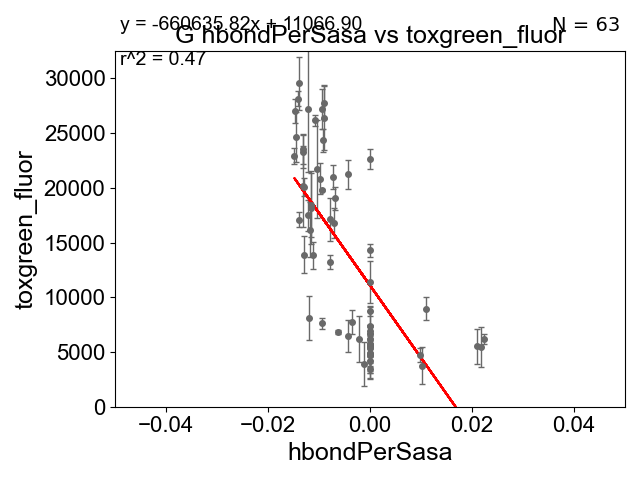 y = -660635.82x + 11066.90
N = 63
G hbondPerSasa vs toxgreen_fluor
r^2 = 0.47
30000
25000
20000
15000
10000
5000
0
toxgreen_fluor
−0.04 −0.02 0.00 0.02 0.04
hbondPerSasa